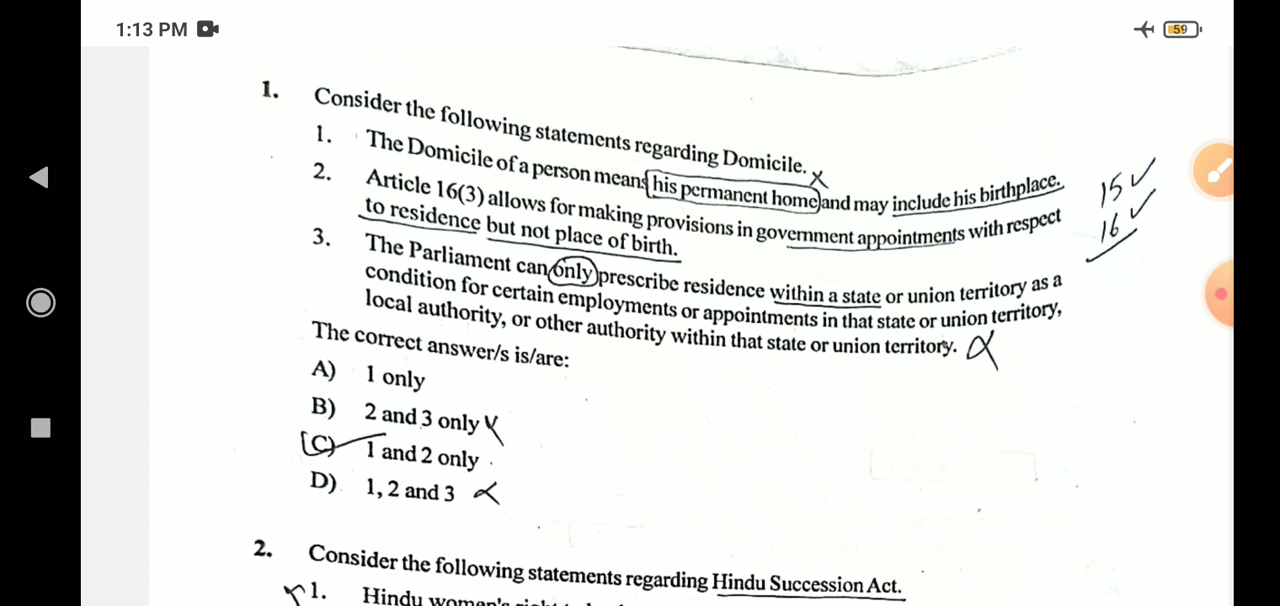 1:13 PM
59
1. Consider the following statements regarding Domicile.
1. The Domicile of a person means his permanent home and may include his birthplace.
2. Article 16(3) allows for making provisions in government appointments with respect
to residence but not place of birth.
15
16
3. The Parliament can only prescribe residence within a state or union territory as a
condition for certain employments or appointments in that state or union territory,
local authority, or other authority within that state or union territory.
The correct answer/s is/are:
A) 1 only
B) 2 and 3 only
C) 1 and 2 only
D) 1, 2 and 3
2. Consider the following statements regarding Hindu Succession Act.
1. Hindu women's right to